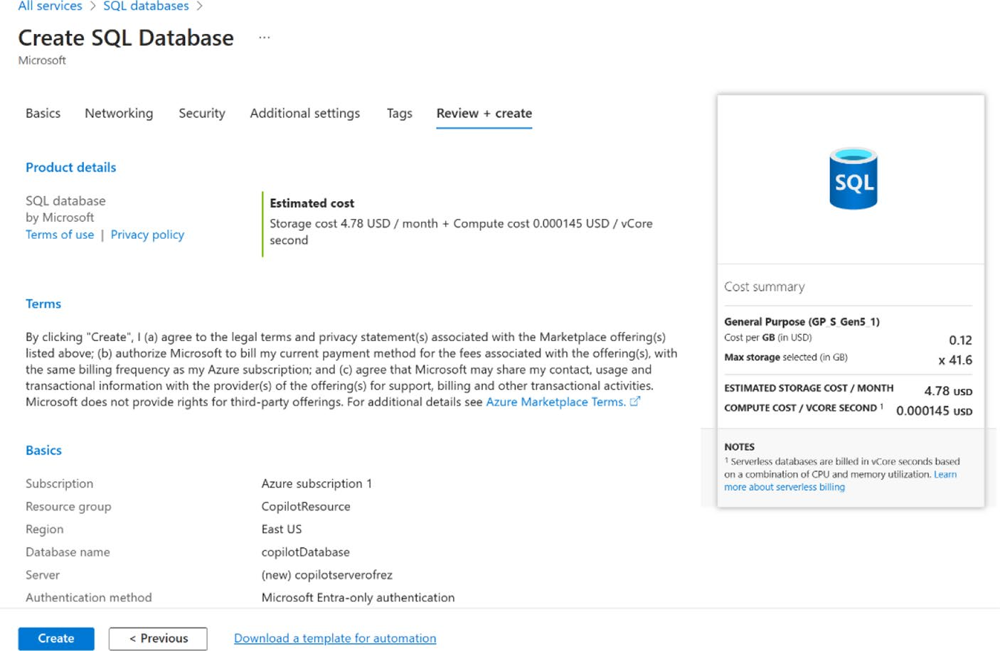 All services > SQL databases >
Create SQL Database ...
Microsoft
Basics Networking Security Additional settings Tags Review + create
Product details
SQL database
by Microsoft
Terms of use | Privacy policy
Estimated cost
Storage cost 4.78 USD / month + Compute cost 0.000145 USD / vCore
second
Terms
By clicking "Create", I (a) agree to the legal terms and privacy statement(s) associated with the Marketplace offering(s)
listed above; (b) authorize Microsoft to bill my current payment method for the fees associated with the offering(s), with
the same billing frequency as my Azure subscription; and (c) agree that Microsoft may share my contact, usage and
transactional information with the provider(s) of the offering(s) for support, billing and other transactional activities.
Microsoft does not provide rights for third-party offerings. For additional details see Azure Marketplace Terms.
Basics
Subscription Azure subscription 1
Resource group CopilotResource
Region East US
Database name copilotDatabase
Server (new) copilotserverofrez
Authentication method Microsoft Entra-only authentication
Create < Previous Download a template for automation
SQL
Cost summary
General Purpose (GP_S_Gen5_1)
Cost per GB (in USD) 0.12
Max storage selected (in GB) x 41.6
ESTIMATED STORAGE COST / MONTH 4.78 USD
COMPUTE COST / VCORE SECOND ¹ 0.000145 USD
NOTES
¹ Serverless databases are billed in vCore seconds based
on a combination of CPU and memory utilization. Learn
more about serverless billing